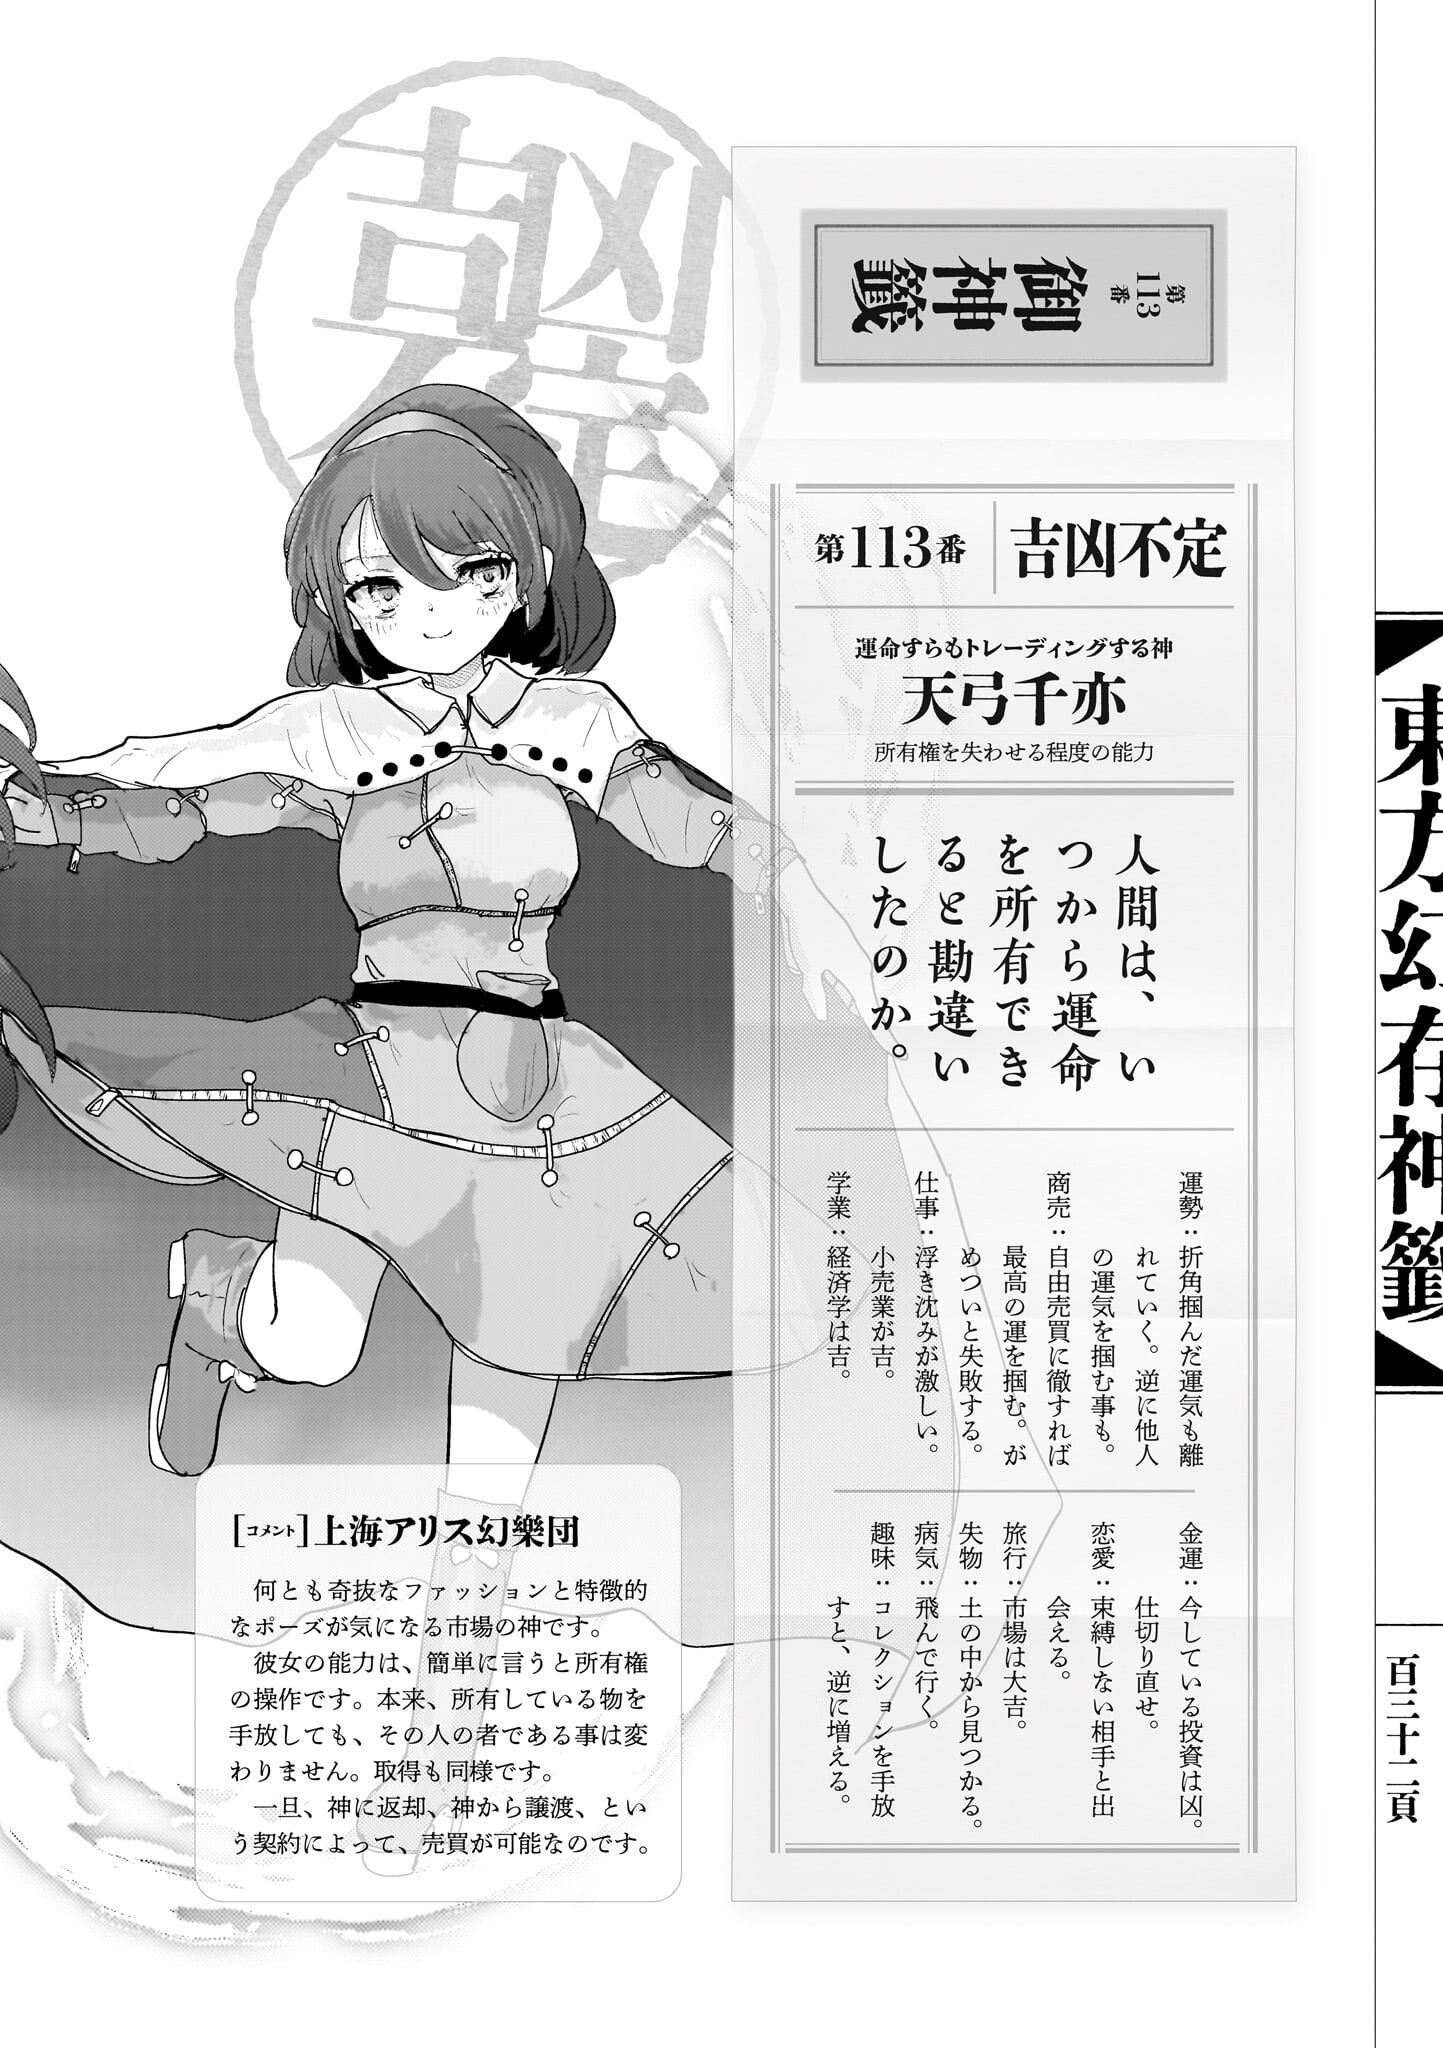 吉凶不定
第113番
御神籤
第113番
吉凶不定
運命すらもトレーディングする神
天弓千亦
所有権を失わせる程度の能力
人間は、い
つから運命
を所有でき
ると勘違い
したのか。
運勢：折角掴んだ運気も離
れていく。逆に他人
の運気を掴む事も。
商売：自由売買に徹すれば
最高の運を掴む。が
めついと失敗する。
仕事：浮き沈みが激しい。
小売業が吉。
学業：経済学は吉。
金運：今している投資は凶。
仕切り直せ。
恋愛：束縛しない相手と出
会える。
旅行：市場は大吉。
失物：土の中から見つかる。
病気：飛んで行く。
趣味：コレクションを手放
すと、逆に増える。
［コメント］上海アリス幻樂団
何とも奇抜なファッションと特徴的
なポーズが気になる市場の神です。
彼女の能力は、簡単に言うと所有権
の操作です。本来、所有している物を
手放しても、その人の者である事は変
わりません。取得も同様です。
一旦、神に返却、神から譲渡、とい
う契約によって、売買が可能なのです。
東方幻存神籤
百三十二頁